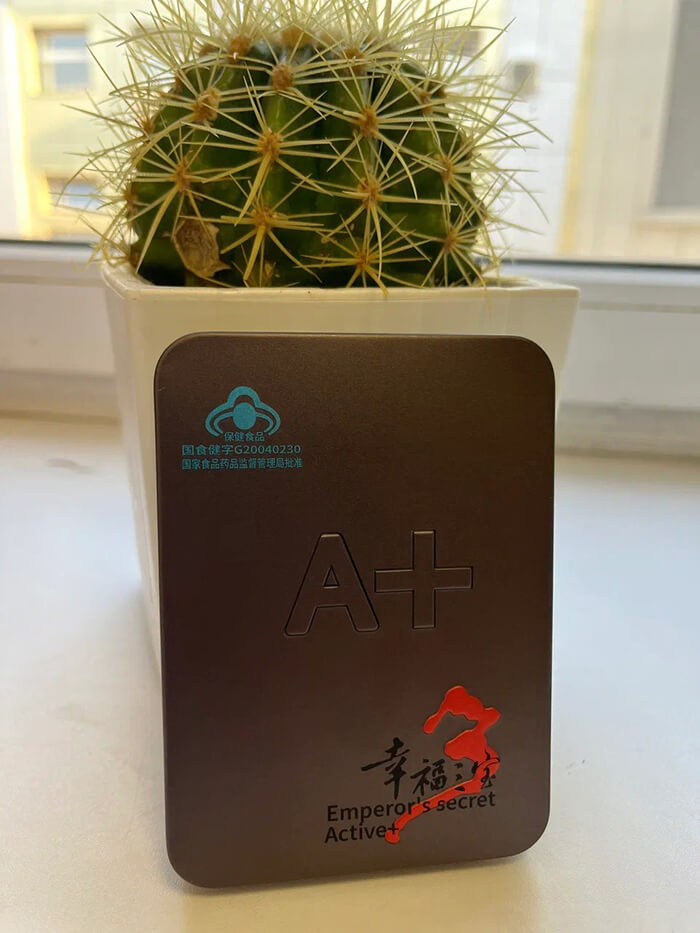 保健食品
国食健字G20040230
国家食品药品监督管理局批准
A+
幸福三宝
Emperor's secret
Active+